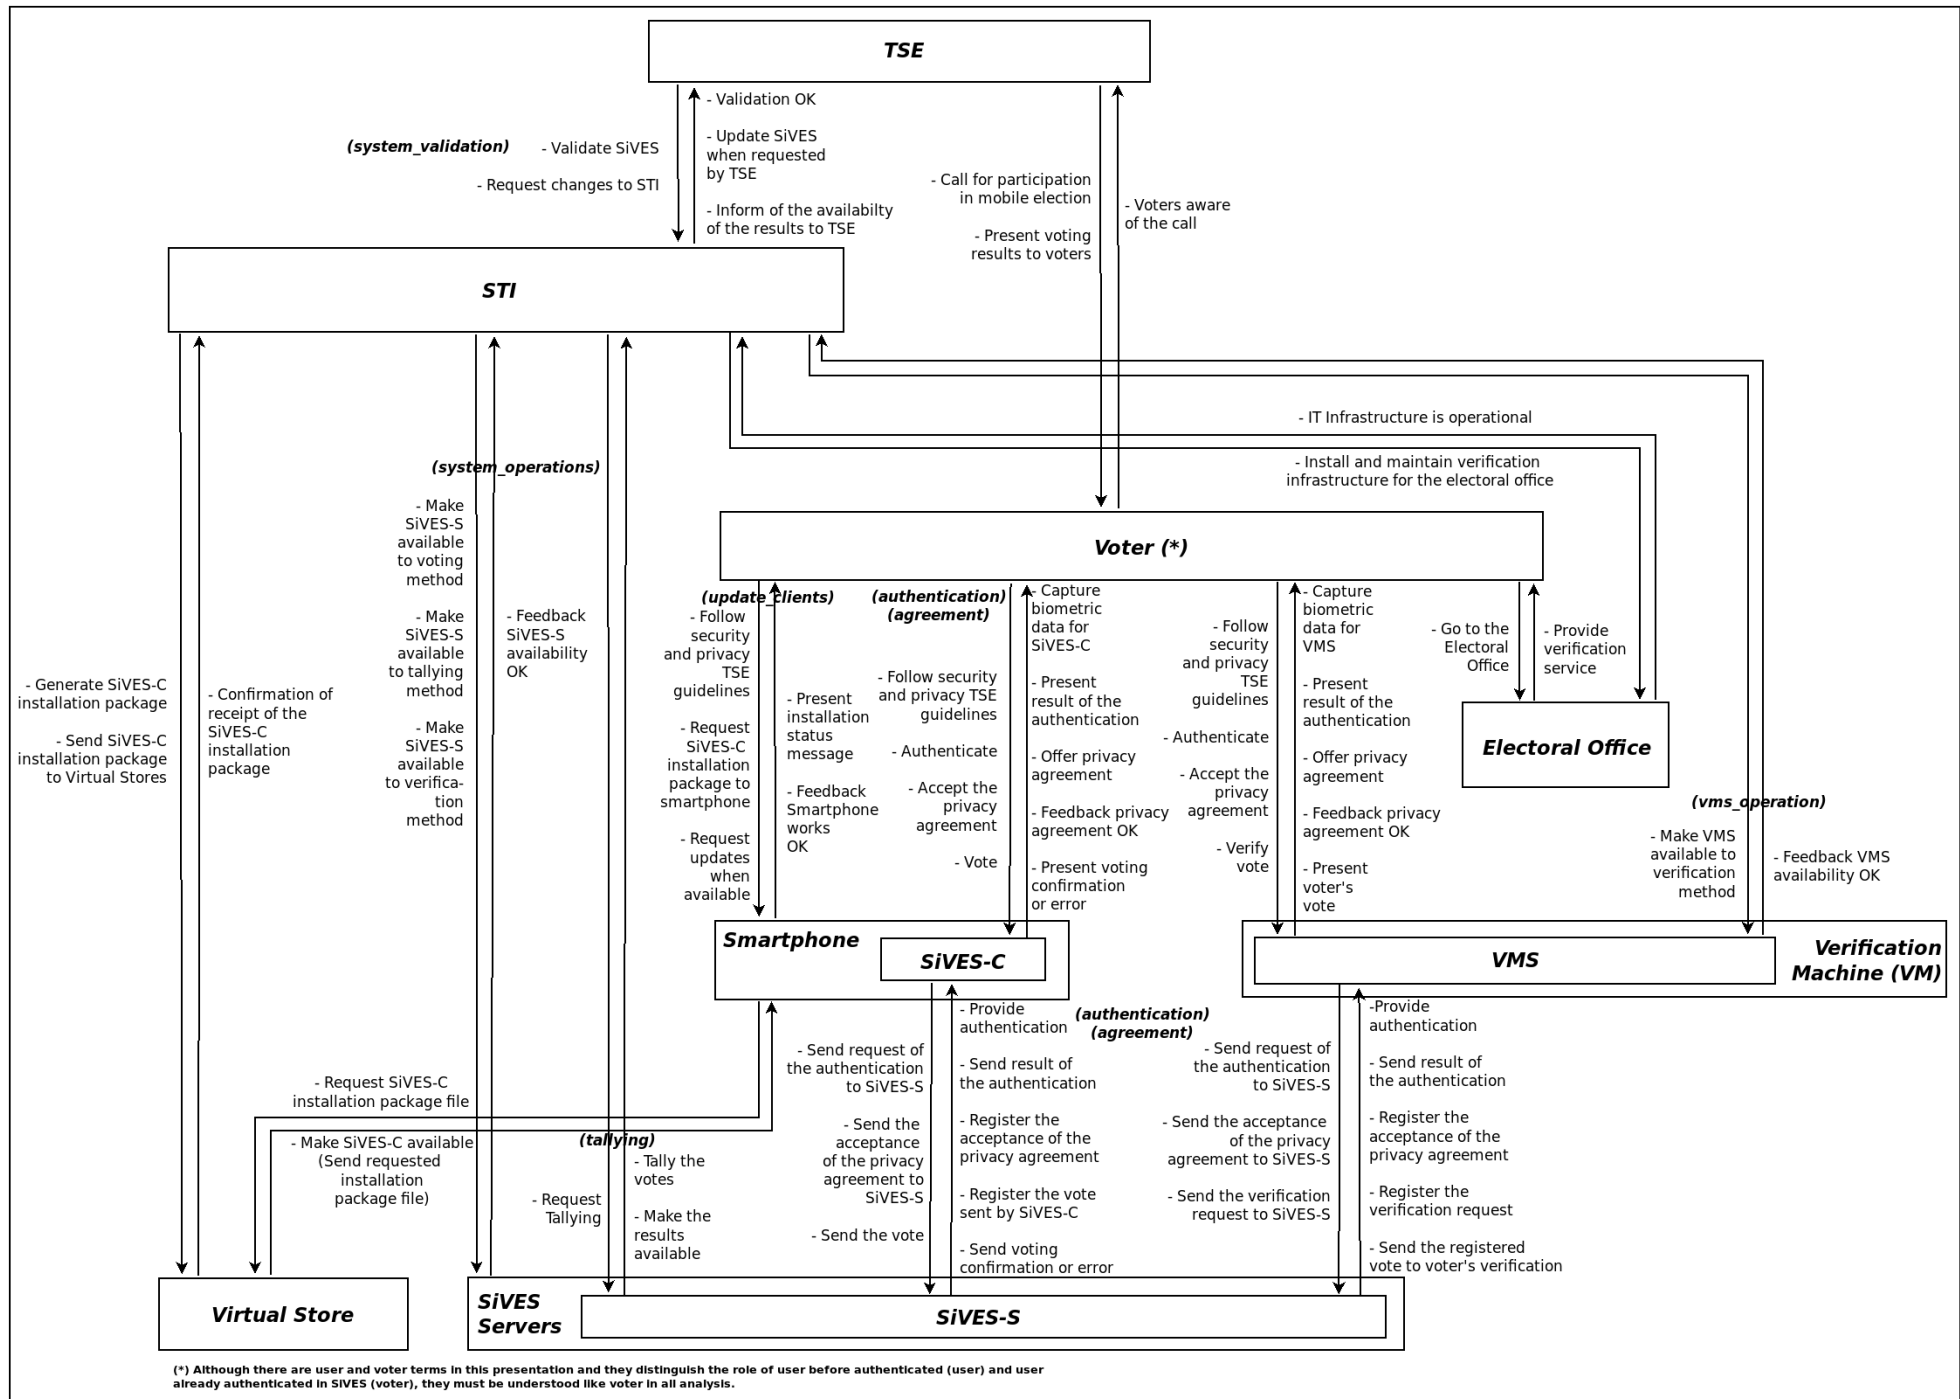 TSE
- Validation OK
- Update SiVES
when requested
by TSE
- Inform of the availabilty
of the results to TSE
(system_validation)
- Validate SiVES
- Request changes to STI
- Call for participation
in mobile election
- Present voting
results to voters
- Voters aware
of the call
STI
- IT Infrastructure is operational
- Install and maintain verification
infrastructure for the electoral office
(system_operations)
- Make
SiVES-S
available
to voting
method
- Make
SiVES-S
available
to tallying
method
- Make
SiVES-S
available
to verifica-
tion
method
- Feedback
SiVES-S
availability
OK
- Generate SiVES-C
installation package
- Send SiVES-C
installation package
to Virtual Stores
- Confirmation of
receipt of the
SiVES-C
installation
package
Voter (*)
(update_clients)
- Follow
security
and privacy
TSE
guidelines
- Request
SiVES-C
installation
package to
smartphone
- Request
updates
when
available
- Present
installation
status
message
- Feedback
Smartphone
works
OK
(authentication)
(agreement)
- Follow security
and privacy TSE
guidelines
- Authenticate
- Accept the
privacy
agreement
- Vote
- Capture
biometric
data for
SiVES-C
- Present
result of the
authentication
- Offer privacy
agreement
- Feedback privacy
agreement OK
- Present voting
confirmation
or error
- Follow
security
and privacy
TSE
guidelines
- Authenticate
- Accept the
privacy
agreement
- Verify
vote
- Capture
biometric
data for
VMS
- Present
result of the
authentication
- Offer privacy
agreement
- Feedback privacy
agreement OK
- Present
voter's
vote
- Go to the
Electoral
Office
- Provide
verification
service
Electoral Office
(vms_operation)
- Make VMS
available to
verification
method
- Feedback VMS
availability OK
Smartphone
SiVES-C
VMS
Verification
Machine (VM)
- Request SiVES-C
installation package file
- Make SiVES-C available
(Send requested
installation
package file)
(tallying)
- Request
Tallying
- Tally the
votes
- Make the
results
available
- Send request of
the authentication
to SiVES-S
- Send the
acceptance
of the privacy
agreement to
SiVES-S
- Send the vote
- Provide
authentication
- Send result of
the authentication
- Register the
acceptance of the
privacy agreement
- Register the vote
sent by SiVES-C
- Send voting
confirmation or error
(authentication)
(agreement)
- Send request of
the authentication
to SiVES-S
- Send the acceptance
of the privacy
agreement to SiVES-S
- Send the verification
request to SiVES-S
-Provide
authentication
- Send result of
the authentication
- Register the
acceptance of the
privacy agreement
- Register the
verification request
- Send the registered
vote to voter's verification
Virtual Store
SiVES
Servers
SiVES-S
(*) Although there are user and voter terms in this presentation and they distinguish the role of user before authenticated (user) and user
already authenticated in SiVES (voter), they must be understood like voter in all analysis.